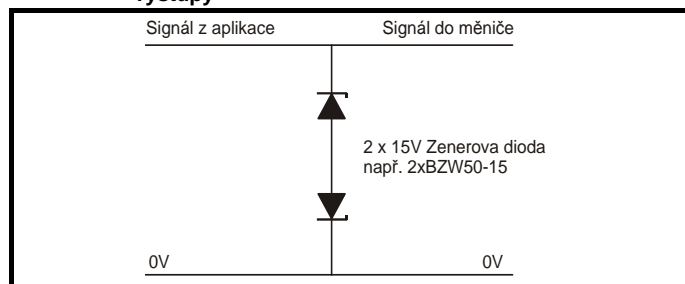 Signál z aplikace Signál do měniče
2 x 15V Zenerova dioda
např. 2xBZW50-15
0V 0V